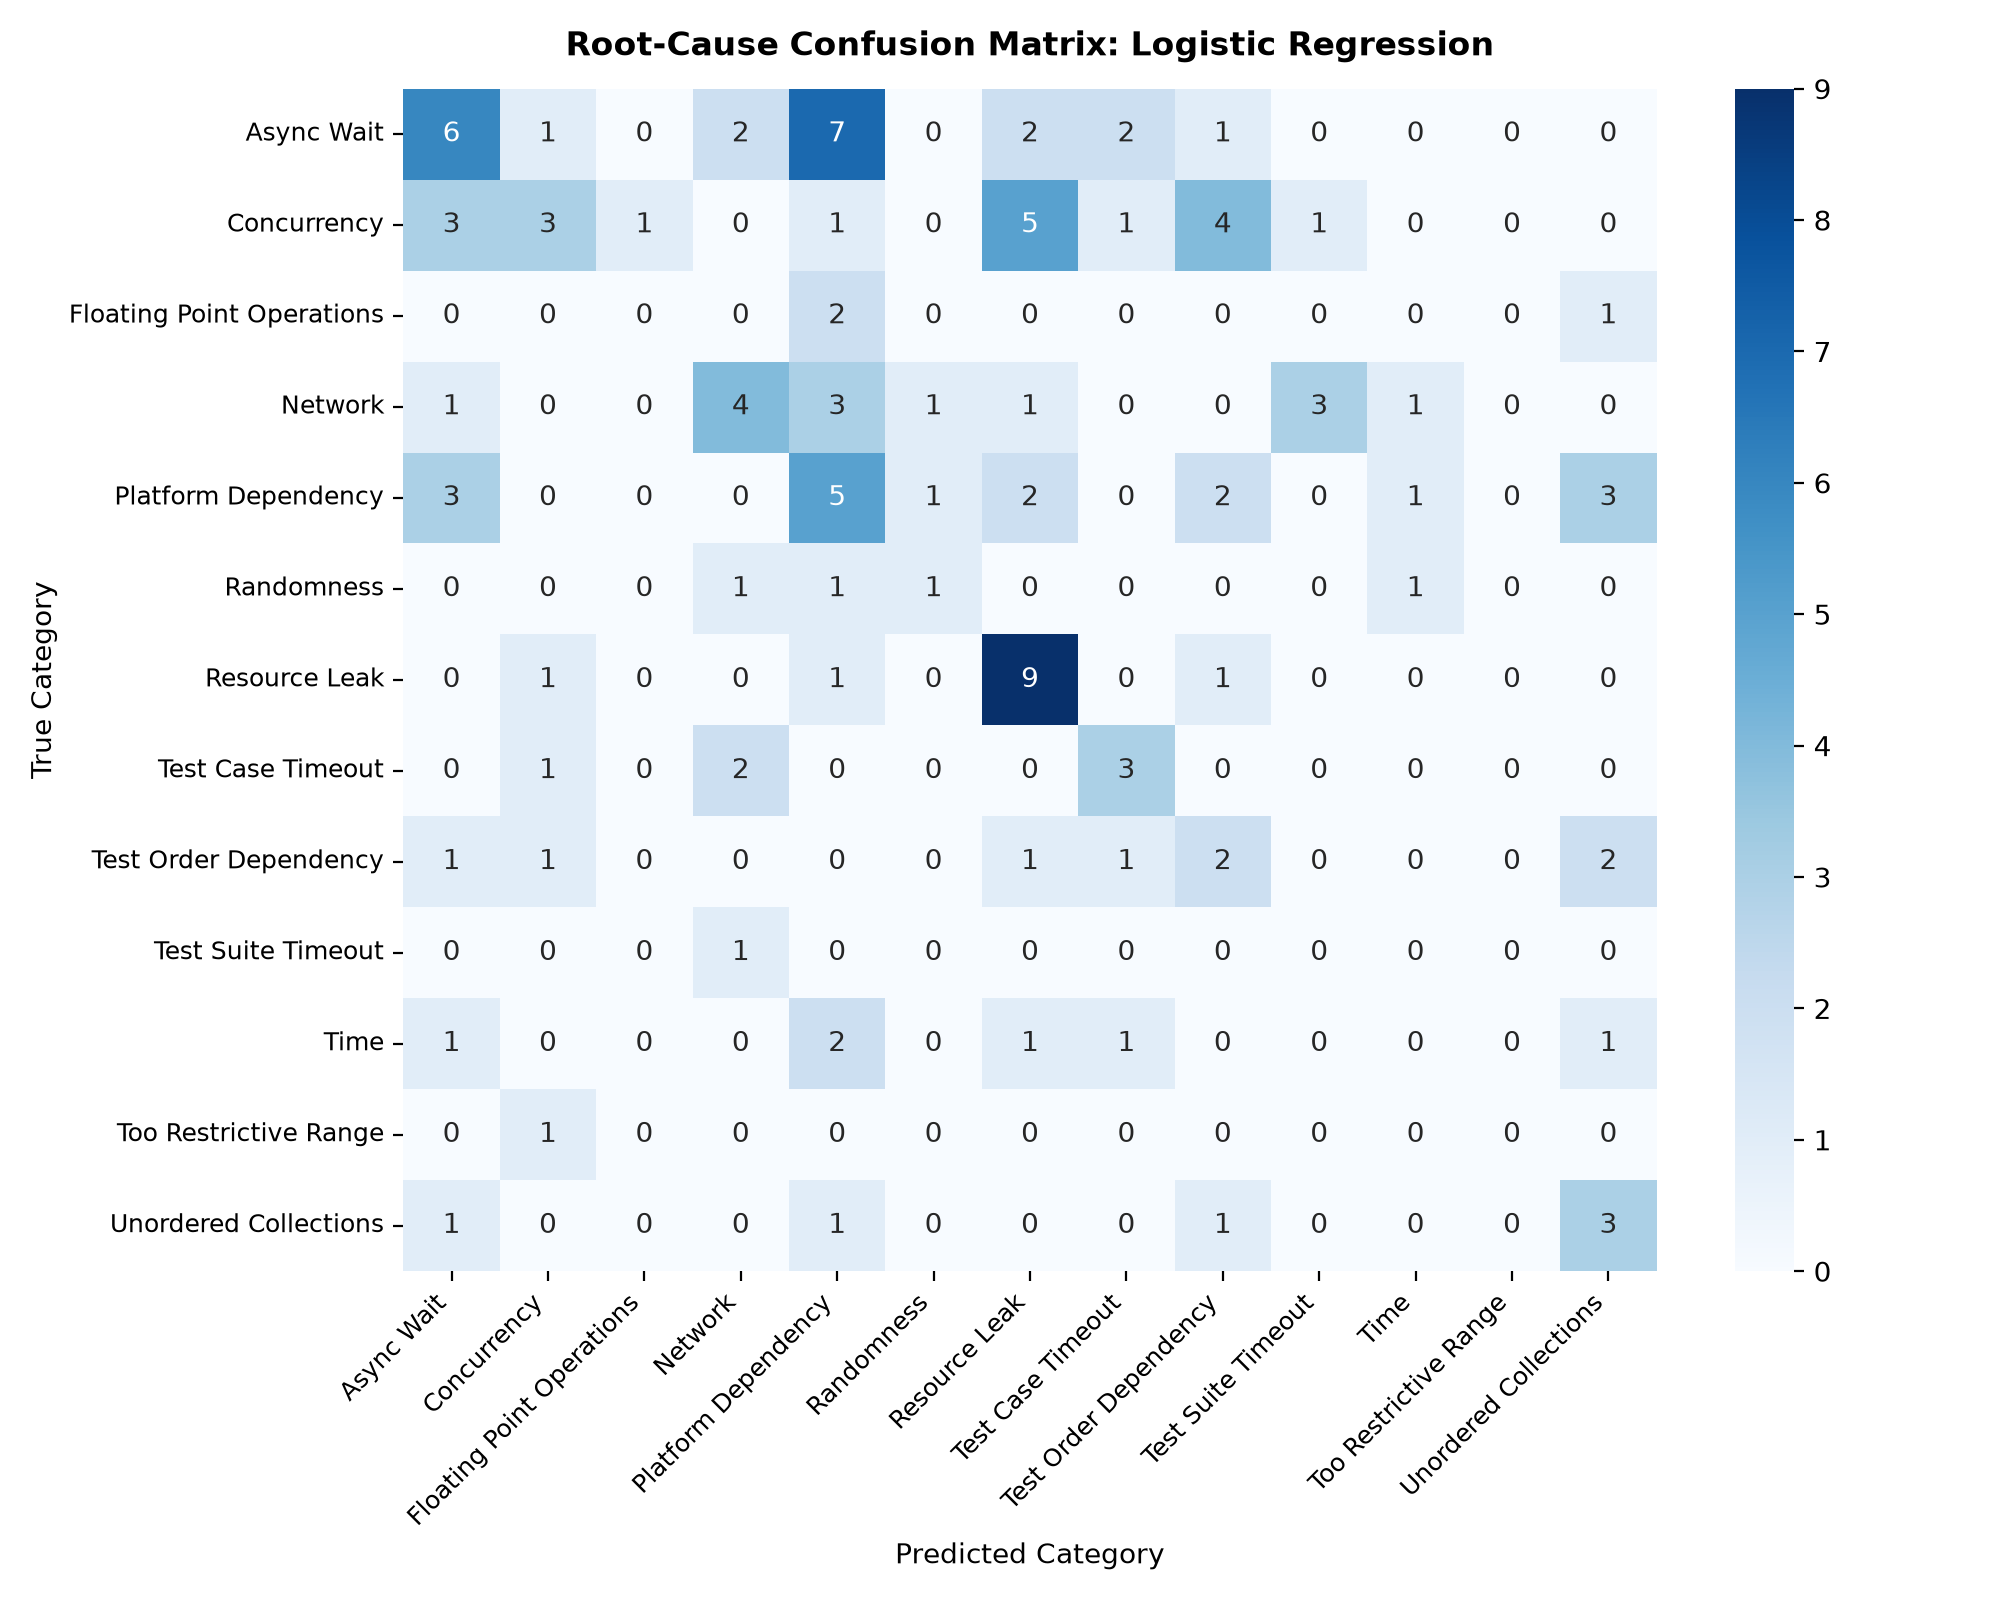 Root-Cause Confusion Matrix: Logistic Regression
Async Wait 6 1 0 2 7 0 2 2 1 0 0 0 0
Concurrency 3 3 1 0 1 0 5 1 4 1 0 0 0
Floating Point Operations 0 0 0 0 2 0 0 0 0 0 0 0 1
Network 1 0 0 4 3 1 1 0 0 3 1 0 0
Platform Dependency 3 0 0 0 5 1 2 0 2 0 1 0 3
Randomness 0 0 0 1 1 1 0 0 0 0 1 0 0
Resource Leak 0 1 0 0 1 0 9 0 1 0 0 0 0
Test Case Timeout 0 1 0 2 0 0 0 3 0 0 0 0 0
Test Order Dependency 1 1 0 0 0 0 1 1 2 0 0 0 2
Test Suite Timeout 0 0 0 1 0 0 0 0 0 0 0 0 0
Time 1 0 0 0 2 0 1 1 0 0 0 0 1
Too Restrictive Range 0 1 0 0 0 0 0 0 0 0 0 0 0
Unordered Collections 1 0 0 0 1 0 0 0 1 0 0 0 3
True Category
Async Wait
Concurrency
Floating Point Operations
Network
Platform Dependency
Randomness
Resource Leak
Test Case Timeout
Test Order Dependency
Test Suite Timeout
Time
Too Restrictive Range
Unordered Collections
Predicted Category
9
8
7
6
5
4
3
2
1
0